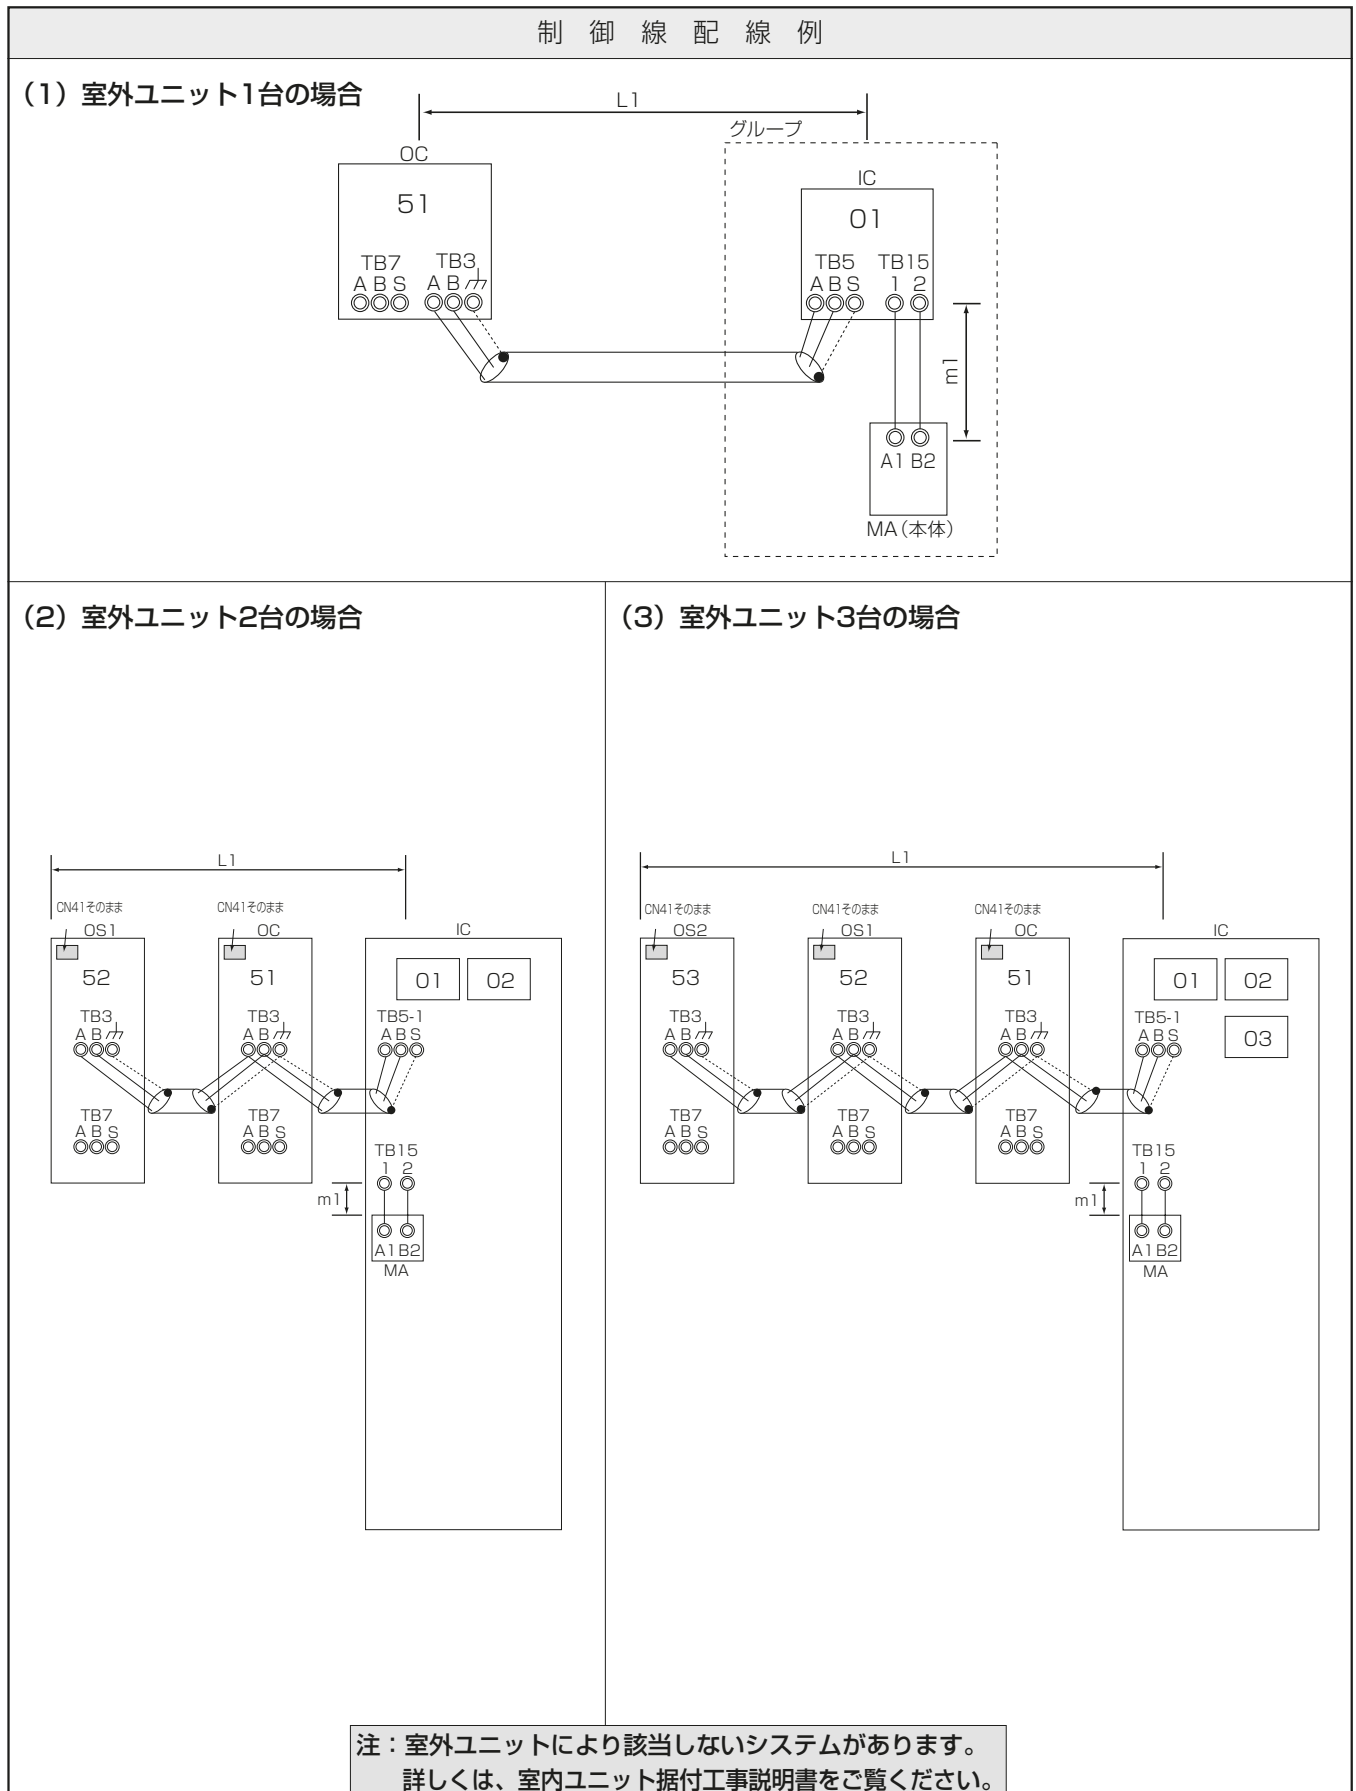 制御線配線例
(1) 室外ユニット1台の場合
L1
グループ
OC
51
TB7 TB3
A B S A B
IC
01
TB5 TB15
A B S 1 2
m1
A1 B2
MA(本体)
(2) 室外ユニット2台の場合
L1
CN41そのまま CN41そのまま
OS1 OC IC
52 51 01 02
TB3 TB3 TB5-1
A B A B A B S
TB7 TB7
A B S A B S
TB15
1 2
m1
A1 B2
MA
(3) 室外ユニット3台の場合
L1
CN41そのまま CN41そのまま CN41そのまま
OS2 OS1 OC IC
53 52 51 01 02
TB3 TB3 TB3 TB5-1
A B A B A B A B S
03
TB7 TB7 TB7
A B S A B S A B S
TB15
1 2
m1
A1 B2
MA
注:室外ユニットにより該当しないシステムがあります。
詳しくは、室内ユニット据付工事説明書をご覧ください。